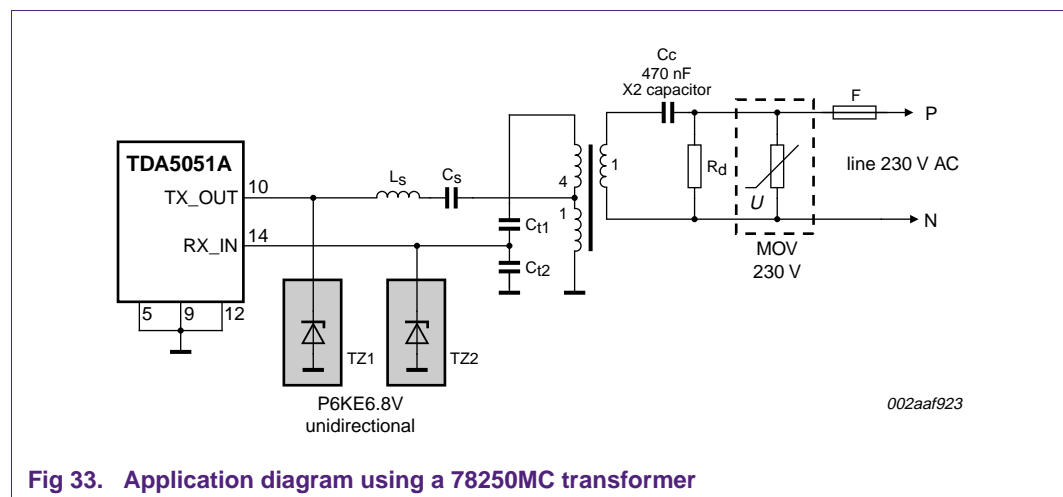 Cc
470 nF
X2 capacitor
F
P
TDA5051A
TX_OUT
10
Ls
Cs
4
1
1
Rd
U
line 230 V AC
RX_IN
14
Ct1
Ct2
N
MOV
230 V
5
9
12
TZ1
TZ2
P6KE6.8V
unidirectional
002aaf923
Fig 33. Application diagram using a 78250MC transformer